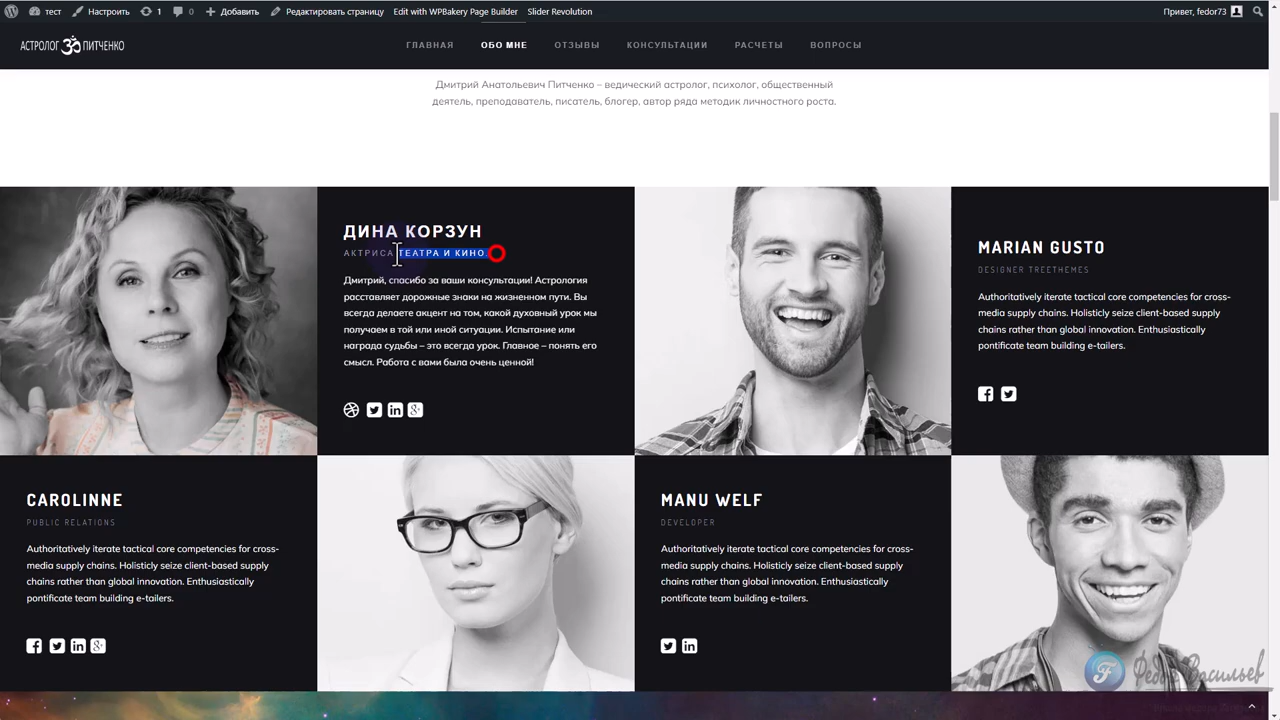 тест
Настроить
1
0
Добавить
Редактировать страницу
Edit with WPBakery Page Builder
Slider Revolution
Привет, fedor73
АСТРОЛОГ ПИТЧЕНКО
ГЛАВНАЯ
ОБО МНЕ
ОТЗЫВЫ
КОНСУЛЬТАЦИИ
РАСЧЕТЫ
ВОПРОСЫ
Дмитрий Анатольевич Питченко – ведический астролог, психолог, общественный
деятель, преподаватель, писатель, блогер, автор ряда методик личностного роста.
ДИНА КОРЗУН
АКТРИСА ТЕАТРА И КИНО.
Дмитрий, спасибо за ваши консультации! Астрология
расставляет дорожные знаки на жизненном пути. Вы
всегда делаете акцент на том, какой духовный урок мы
получаем в той или иной ситуации. Испытание или
награда судьбы – это всегда урок. Главное – понять его
смысл. Работа с вами была очень ценной!
MARIAN GUSTO
DESIGNER TREETHEMES
Authoritatively iterate tactical core competencies for cross-
media supply chains. Holisticly seize client-based supply
chains rather than global innovation. Enthusiastically
pontificate team building e-tailers.
CAROLINNE
PUBLIC RELATIONS
Authoritatively iterate tactical core competencies for cross-
media supply chains. Holisticly seize client-based supply
chains rather than global innovation. Enthusiastically
pontificate team building e-tailers.
MANU WELF
DEVELOPER
Authoritatively iterate tactical core competencies for cross-
media supply chains. Holisticly seize client-based supply
chains rather than global innovation. Enthusiastically
pontificate team building e-tailers.
Федор Васильев